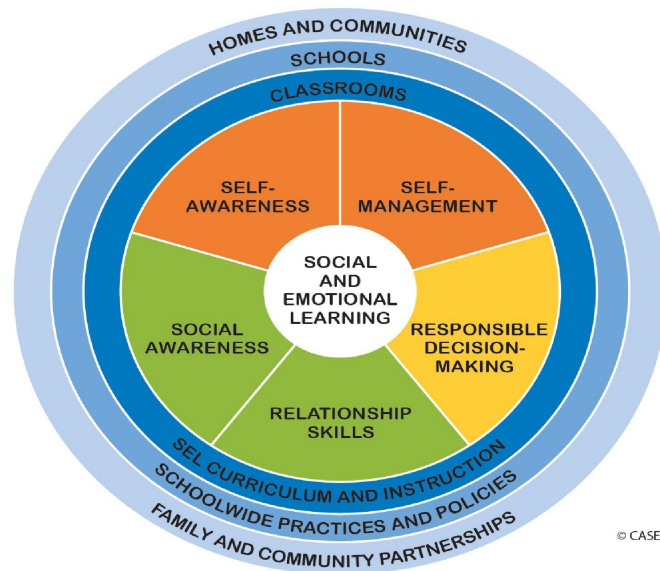 HOMES AND COMMUNITIES
SCHOOLS
CLASSROOMS
SELF-
AWARENESS
SELF-
MANAGEMENT
SOCIAL
AND
EMOTIONAL
LEARNING
SOCIAL
AWARENESS
RESPONSIBLE
DECISION-
MAKING
RELATIONSHIP
SKILLS
SEL CURRICULUM AND INSTRUCTION
SCHOOLWIDE PRACTICES AND POLICIES
FAMILY AND COMMUNITY PARTNERSHIPS
© CASE